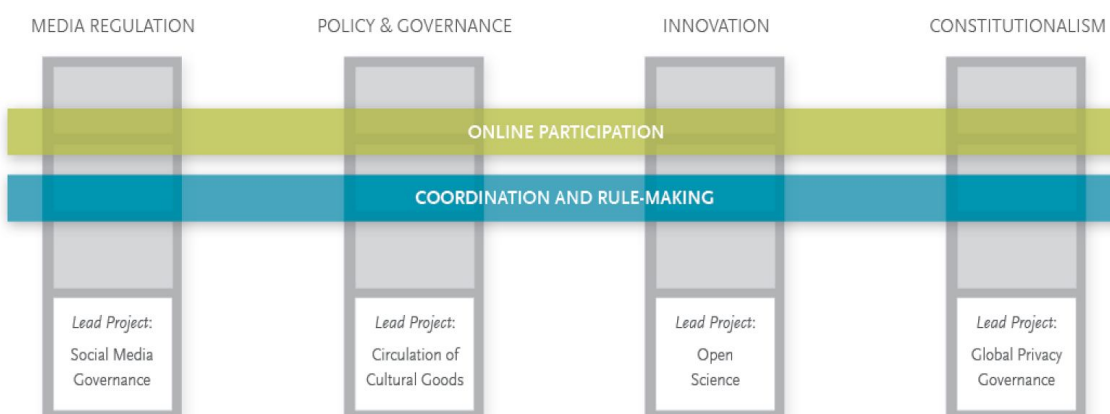 MEDIA REGULATION
POLICY & GOVERNANCE
INNOVATION
CONSTITUTIONALISM
ONLINE PARTICIPATION
COORDINATION AND RULE-MAKING
Lead Project:
Social Media
Governance
Lead Project:
Circulation of
Cultural Goods
Lead Project:
Open
Science
Lead Project:
Global Privacy
Governance